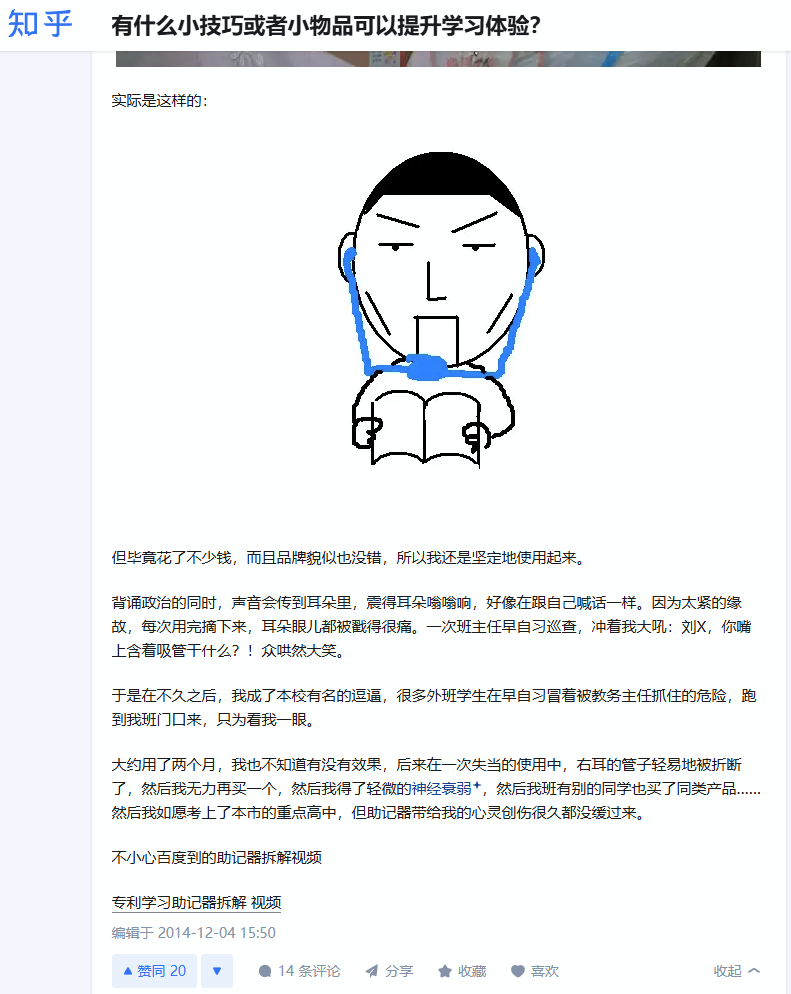 知乎
有什么小技巧或者小物品可以提升学习体验？
实际是这样的：
但毕竟花了不少钱，而且品牌貌似也没错，所以我还是坚定地使用起来。
背诵政治的同时，声音会传到耳朵里，震得耳朵嗡嗡响，好像在跟自己喊话一样。因为太紧的缘
故，每次用完摘下来，耳朵眼儿都被戳得很痛。一次班主任早自习巡查，冲着我大吼：刘X，你嘴
上含着吸管干什么？！众哄然大笑。
于是在不久之后，我成了本校有名的逗逼，很多外班学生在早自习冒着被教务主任抓住的危险，跑
到我班门口来，只为看我一眼。
大约用了两个月，我也不知道有没有效果，后来在一次失当的使用中，右耳的管子轻易地被折断
了，然后我无力再买一个，然后我得了轻微的神经衰弱，然后我班有别的同学也买了同类产品……
然后我如愿考上了本市的重点高中，但助记器带给我的心灵创伤很久都没缓过来。
不小心百度到的助记器拆解视频
专利学习助记器拆解 视频
编辑于 2014-12-04 15:50
赞同 20 14 条评论 分享 收藏 喜欢 收起